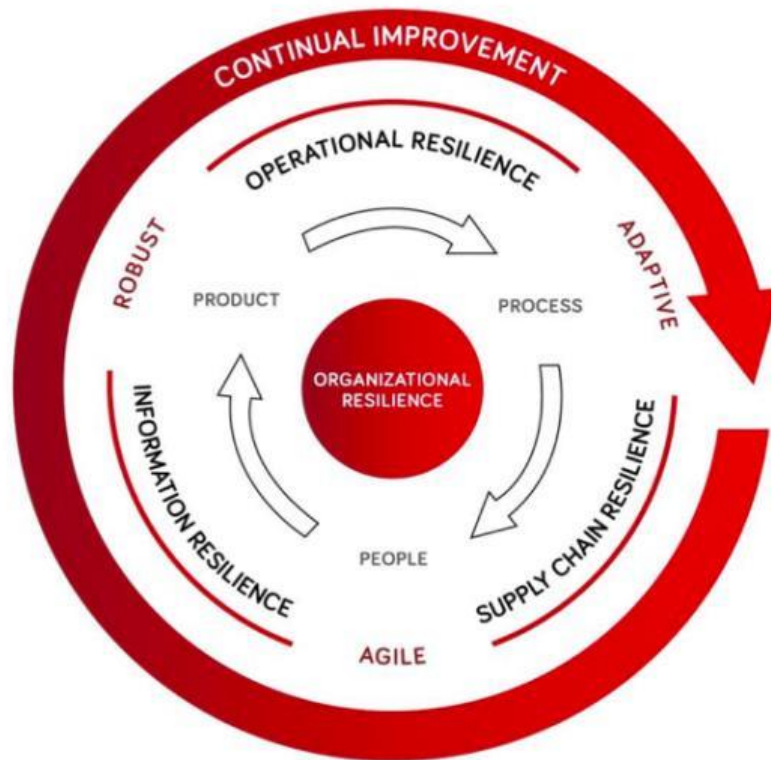 CONTINUAL IMPROVEMENT
OPERATIONAL RESILIENCE
ROBUST
ADAPTIVE
PRODUCT
PROCESS
ORGANIZATIONAL
RESILIENCE
INFORMATION RESILIENCE
SUPPLY CHAIN RESILIENCE
PEOPLE
AGILE